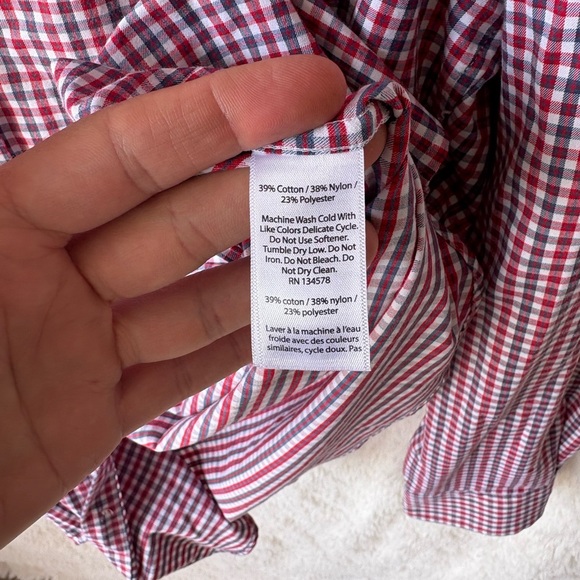 39% Cotton / 38% Nylon /
23% Polyester
Machine Wash Cold With
Like Colors Delicate Cycle.
Do Not Use Softener.
Tumble Dry Low. Do Not
Iron. Do Not Bleach. Do
Not Dry Clean.
RN 134578
39% coton / 38% nylon /
23% polyester
Laver à la machine à l'eau
froide avec des couleurs
similaires, cycle doux. Pas